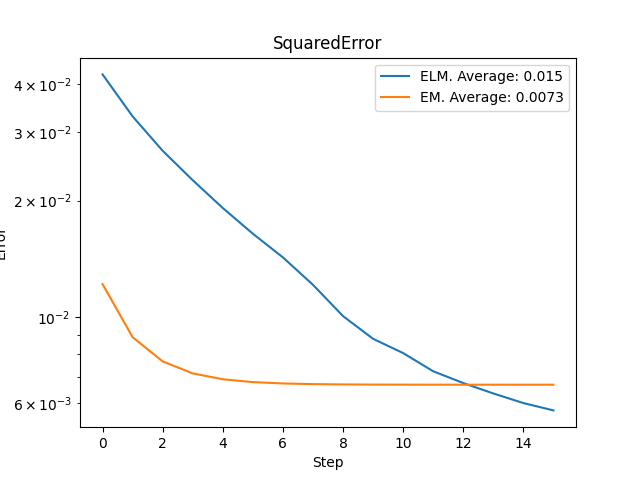 SquaredError
ELM. Average: 0.015
EM. Average: 0.0073
4 × 10⁻²
3 × 10⁻²
2 × 10⁻²
10⁻²
6 × 10⁻³
Error
0 2 4 6 8 10 12 14
Step